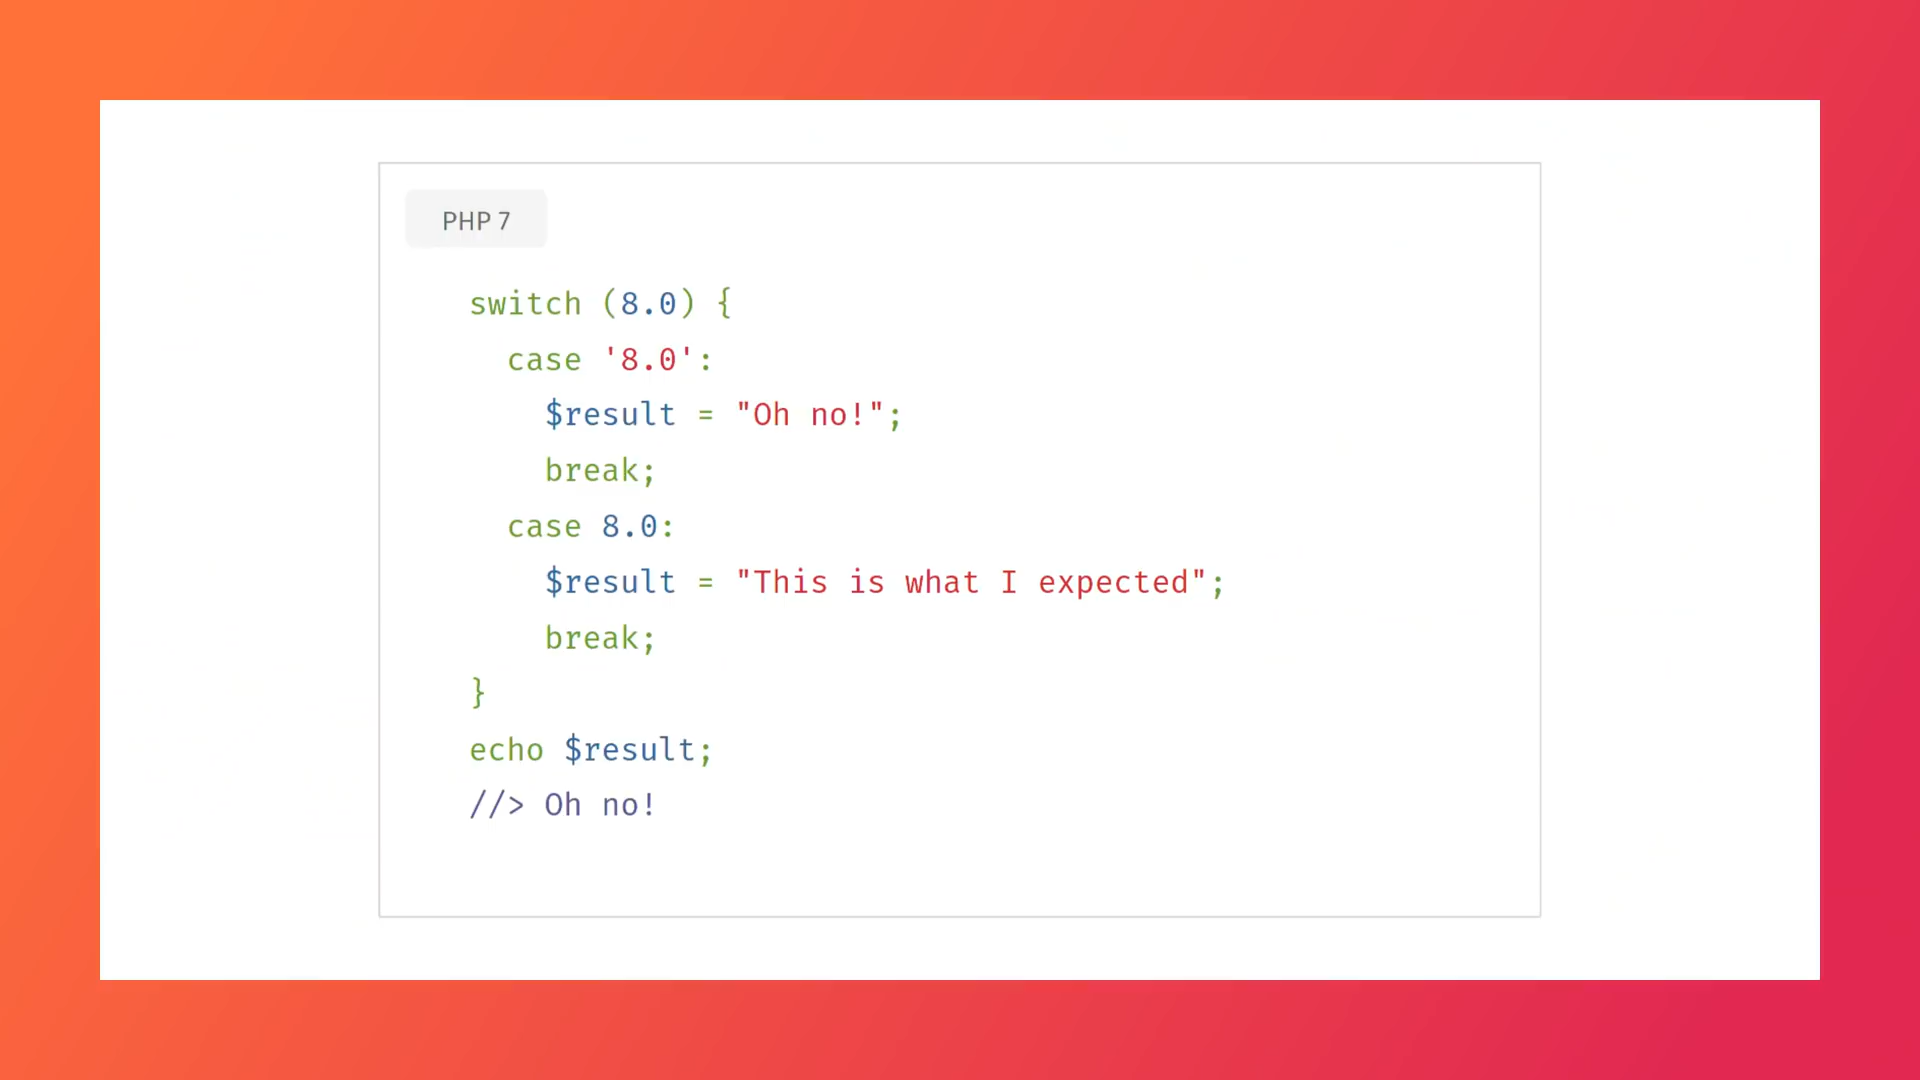 PHP 7
switch (8.0) {
  case '8.0':
    $result = "Oh no!";
    break;
  case 8.0:
    $result = "This is what I expected";
    break;
}
echo $result;
//> Oh no!